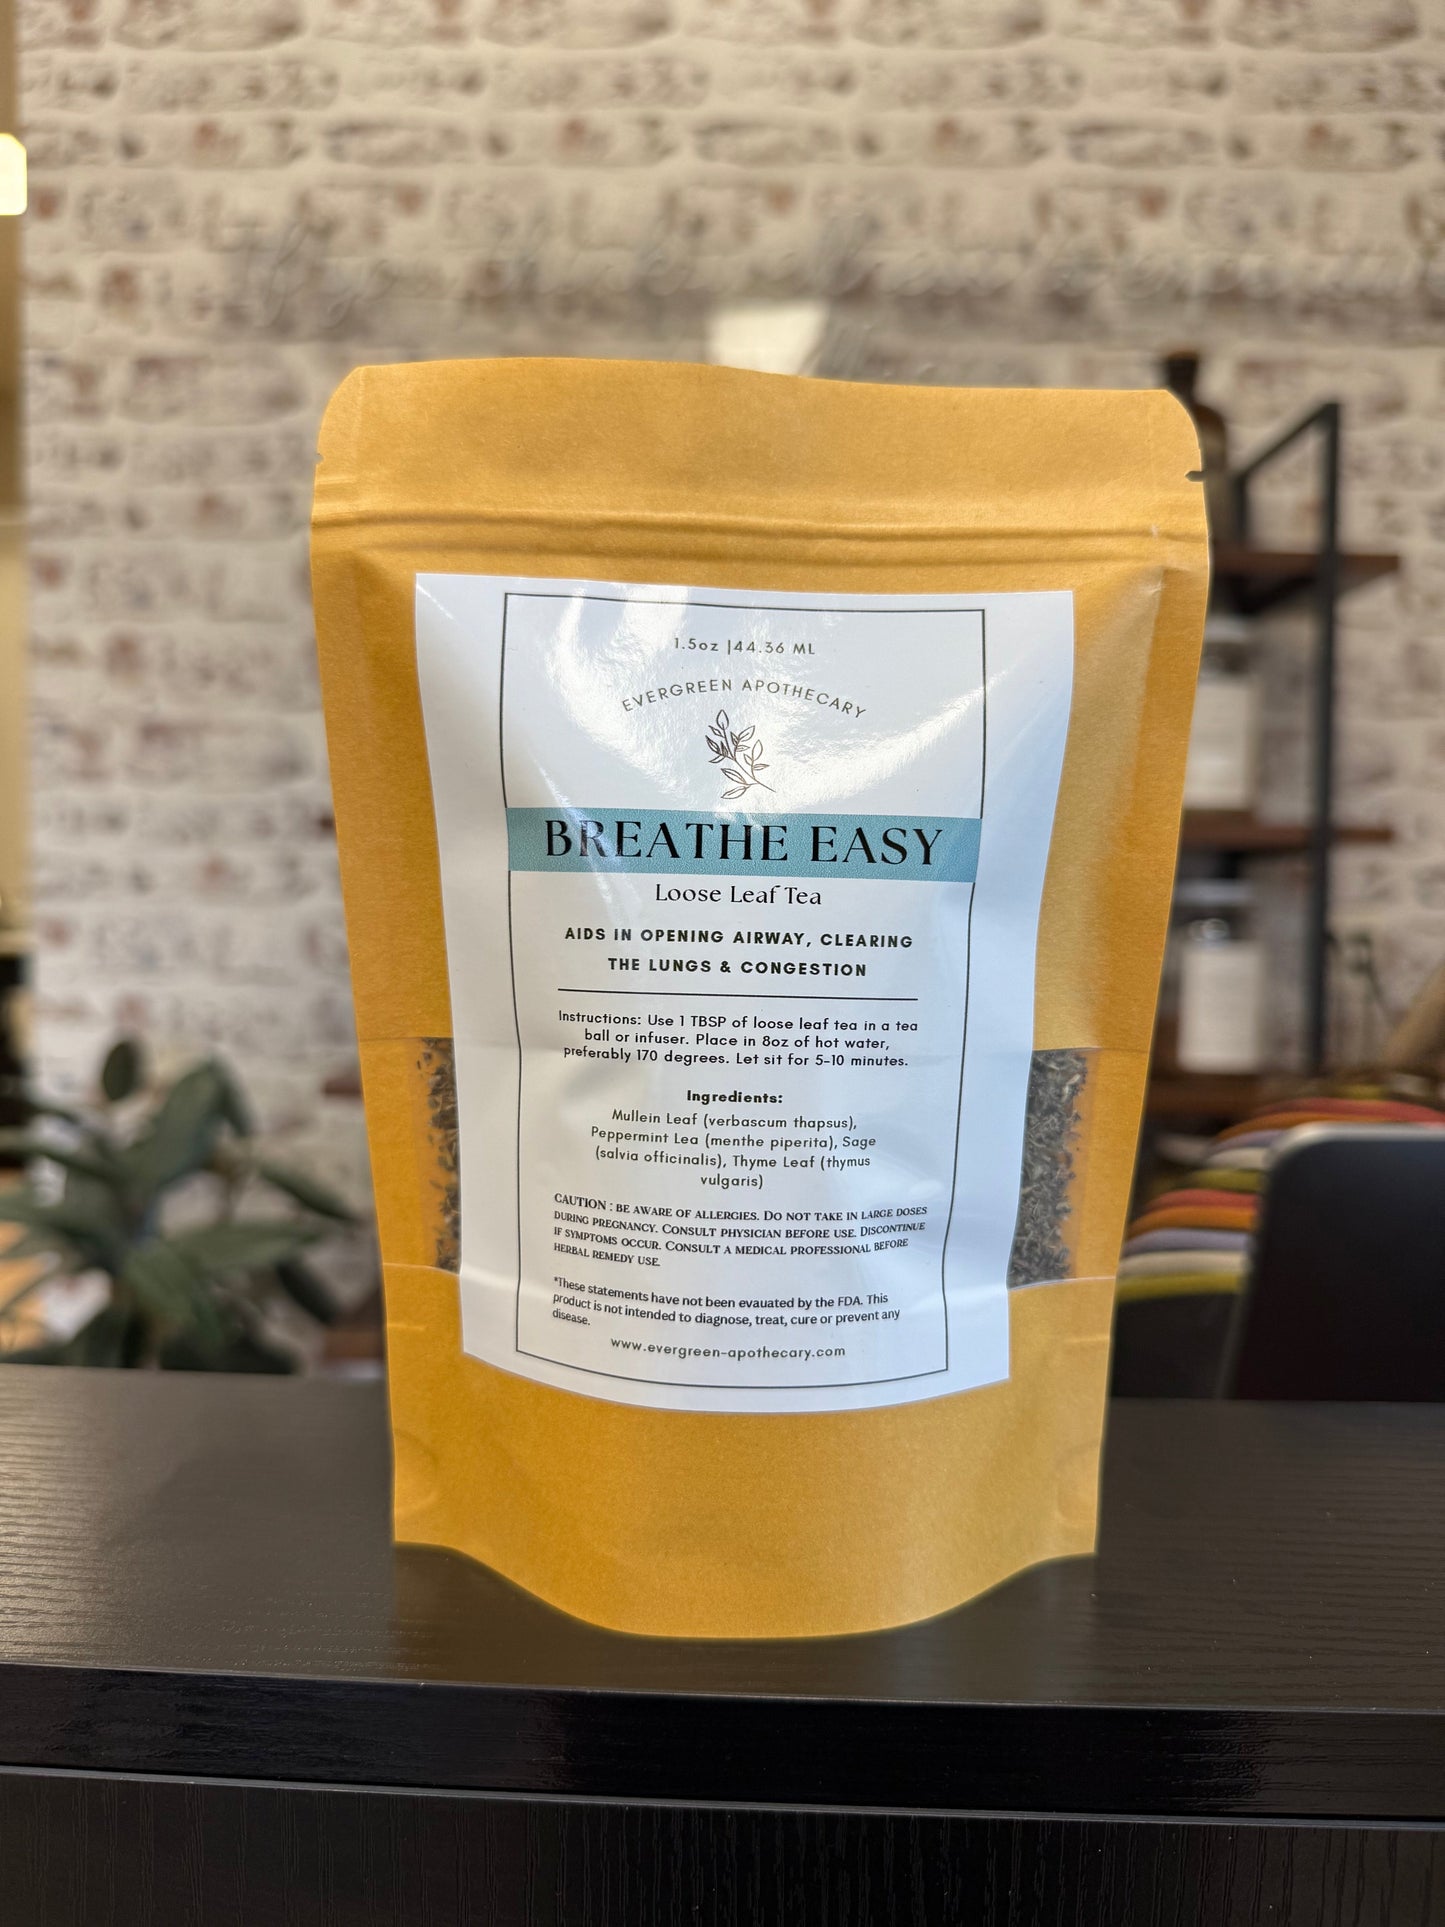 1.5oz |44.36 ML
EVERGREEN APOTHECARY
BREATHE EASY
Loose Leaf Tea
AIDS IN OPENING AIRWAY, CLEARING
THE LUNGS & CONGESTION
Instructions: Use 1 TBSP of loose leaf tea in a tea
ball or infuser. Place in 8oz of hot water,
preferably 170 degrees. Let sit for 5-10 minutes.
Ingredients:
Mullein Leaf (verbascum thapsus),
Peppermint Lea (menthe piperita), Sage
(salvia officinalis), Thyme Leaf (thymus
vulgaris)
CAUTION : BE AWARE OF ALLERGIES. DO NOT TAKE IN LARGE DOSES
DURING PREGNANCY. CONSULT PHYSICIAN BEFORE USE. DISCONTINUE
IF SYMPTOMS OCCUR. CONSULT A MEDICAL PROFESSIONAL BEFORE
HERBAL REMEDY USE.
*These statements have not been evauated by the FDA. This
product is not intended to diagnose, treat, cure or prevent any
disease.
www.evergreen-apothecary.com